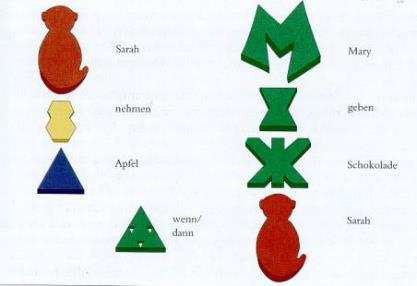 Sarah
Mary
nehmen
geben
Apfel
Schokolade
wenn/
dann
Sarah